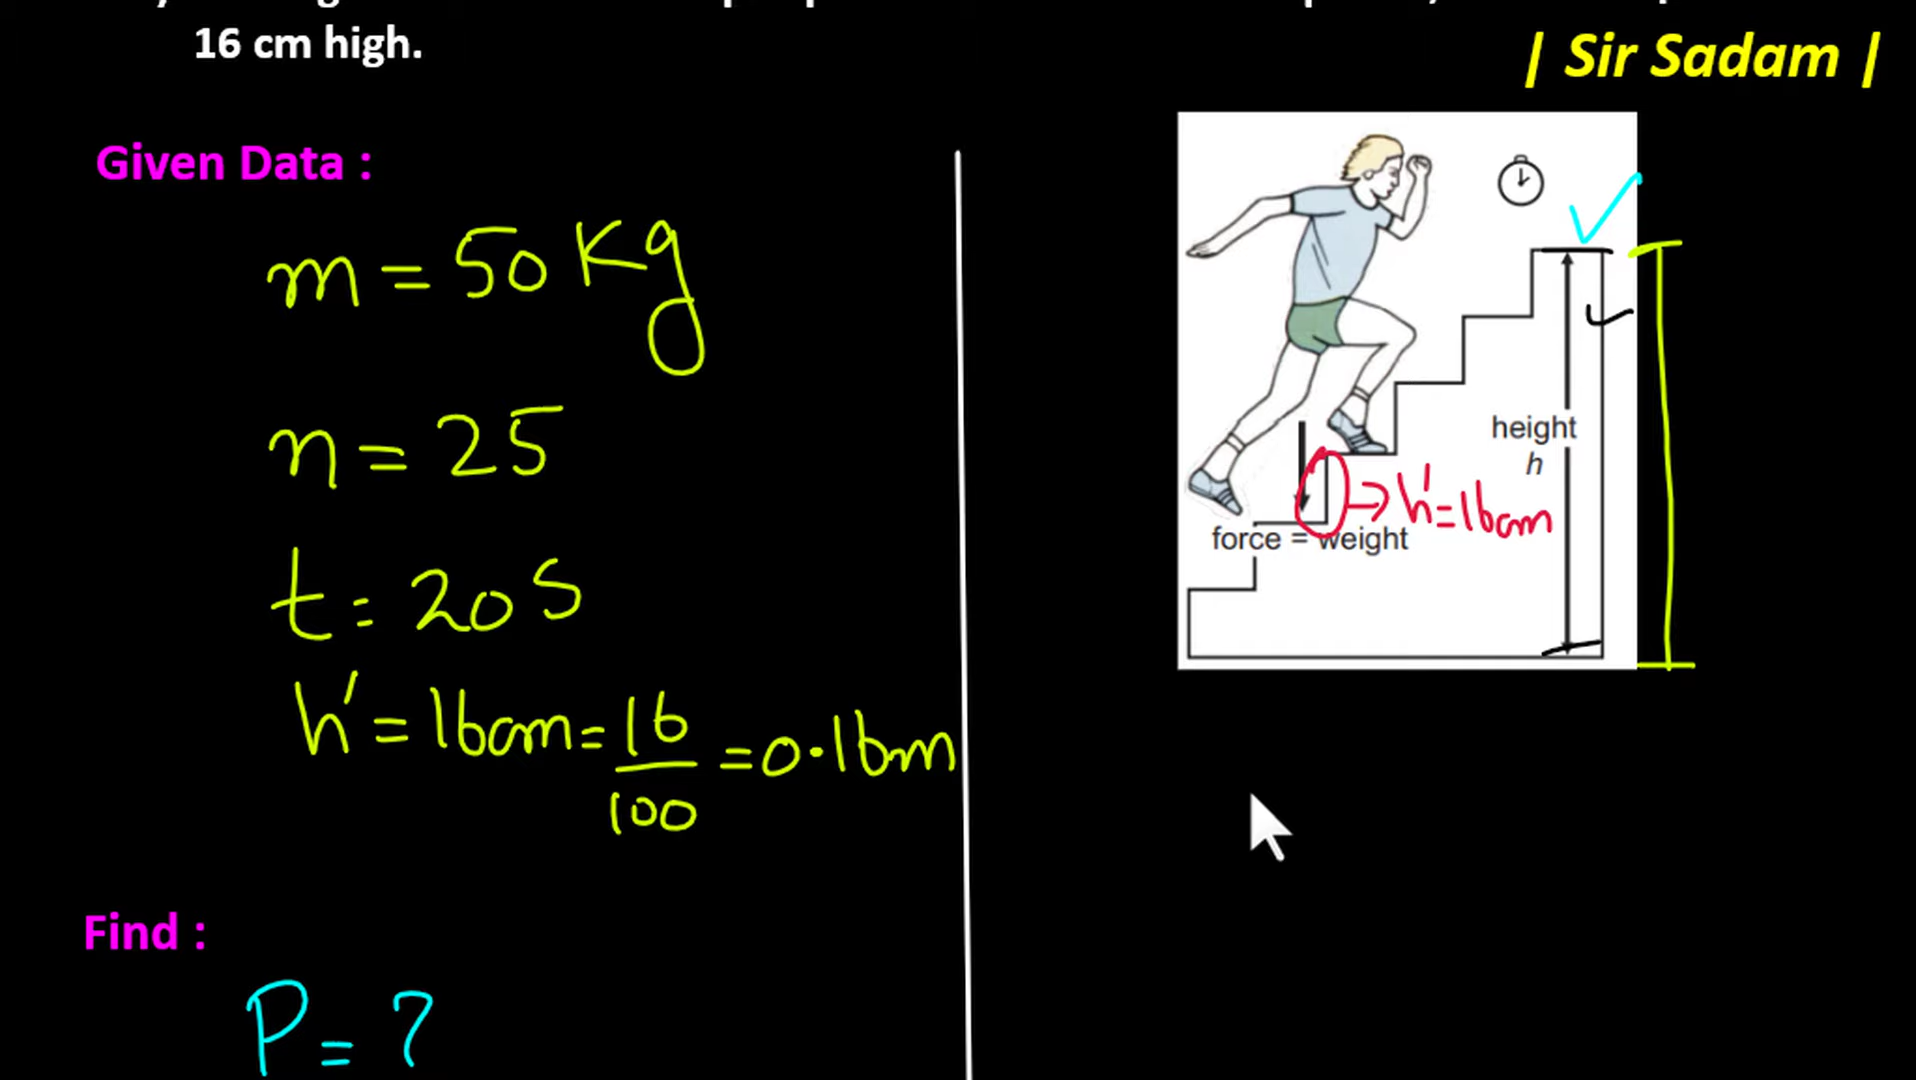 16 cm high.
| Sir Sadam |
Given Data :
m = 50 Kg
n = 25
t = 20 S
h' = 16cm = 16/100 = 0.16m
Find :
P = ?
height
h
→ h' = 16cm
force = weight